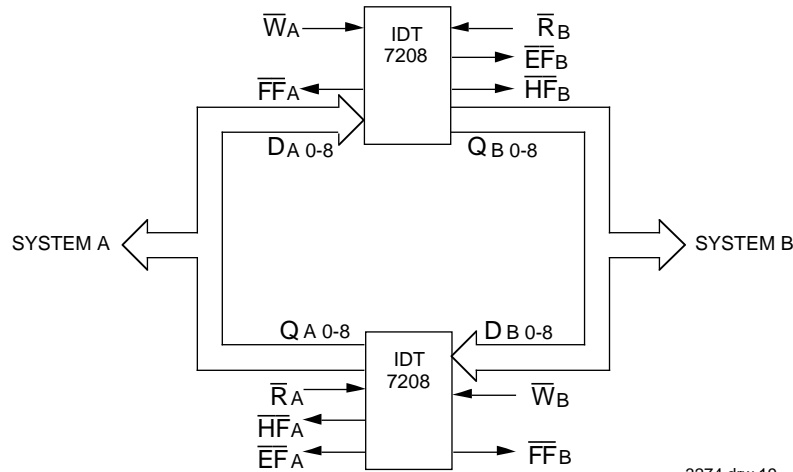 W̅A IDT 7208 R̅B
E̅F̅B
F̅F̅A H̅F̅B
DA 0-8 QB 0-8
SYSTEM A SYSTEM B
QA 0-8 DB 0-8
IDT 7208
R̅A W̅B
H̅F̅A
E̅F̅A F̅F̅B